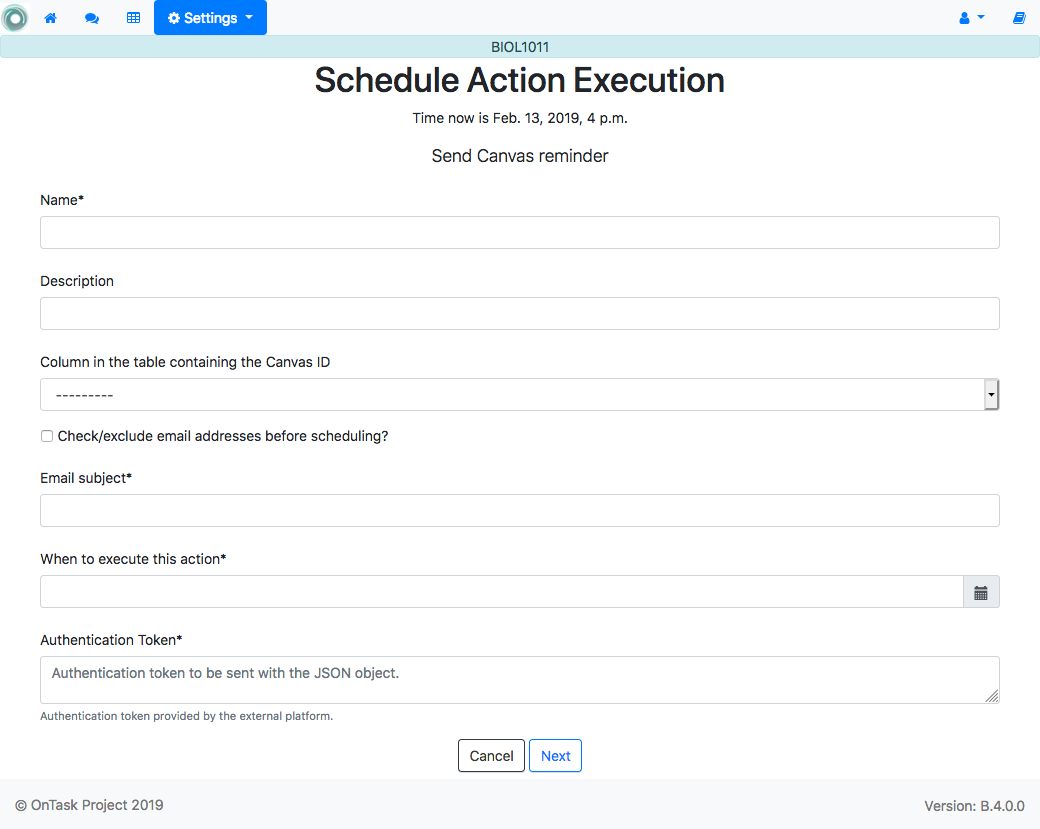 Settings
BIOL1011
Schedule Action Execution
Time now is Feb. 13, 2019, 4 p.m.
Send Canvas reminder
Name*
Description
Column in the table containing the Canvas ID
---------
Check/exclude email addresses before scheduling?
Email subject*
When to execute this action*
Authentication Token*
Authentication token to be sent with the JSON object.
Authentication token provided by the external platform.
Cancel Next
© OnTask Project 2019 Version: B.4.0.0